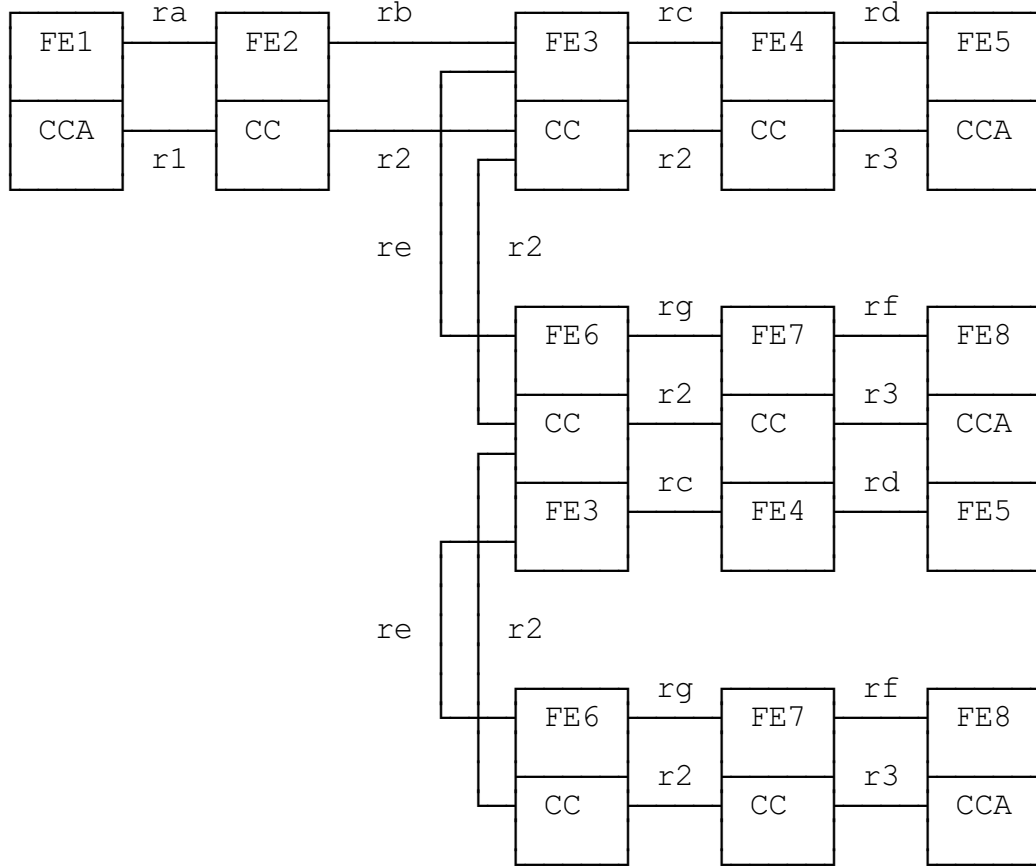 ra rb rc rd
FE1 FE2 FE3 FE4 FE5
CCA CC CC CC CCA
r1 r2 r2 r3
re r2
rg rf
FE6 FE7 FE8
r2 r3
CC CC CCA
rc rd
FE3 FE4 FE5
re r2
rg rf
FE6 FE7 FE8
r2 r3
CC CC CCA